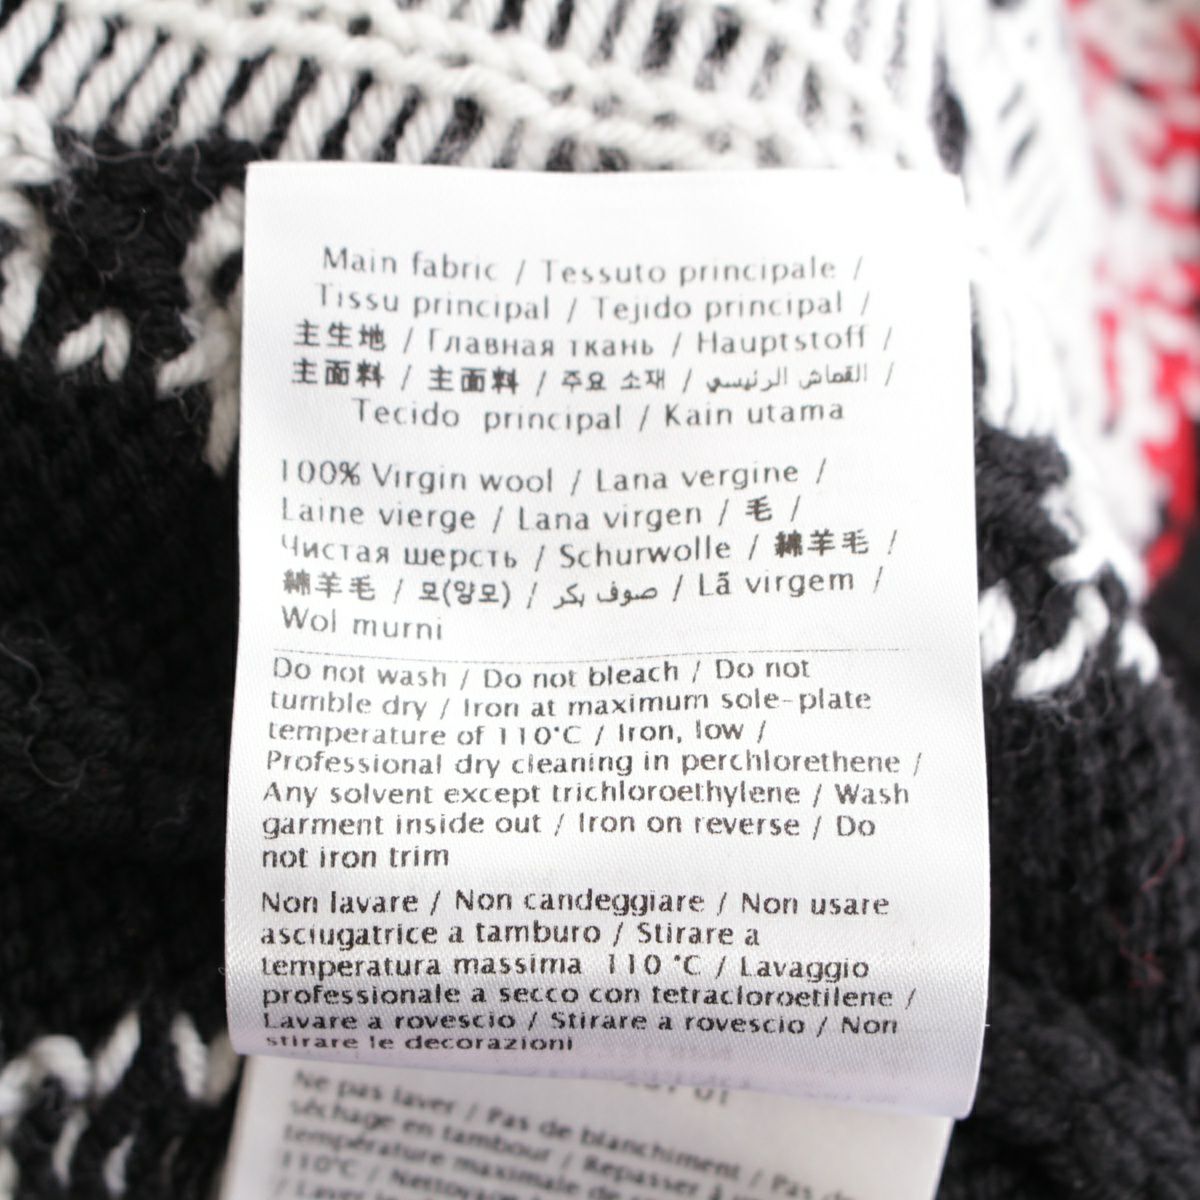 Main fabric / Tessuto principale /
Tissu principal / Tejido principal /
主生地 / Главная ткань / Hauptstoff /
主面料 / 主面料 / 주요 소재 / القماش الرئيسي /
Tecido principal / Kain utama
100% Virgin wool / Lana vergine /
Laine vierge / Lana virgen / 毛 /
Чистая шерсть / Schurwolle / 綿羊毛 /
綿羊毛 / 모(양모) / صوف بكر / Lã virgem /
Wol murni
Do not wash / Do not bleach / Do not
tumble dry / Iron at maximum sole-plate
temperature of 110°C / Iron, low /
Professional dry cleaning in perchlorethene /
Any solvent except trichloroethylene / Wash
garment inside out / Iron on reverse / Do
not iron trim
Non lavare / Non candeggiare / Non usare
asciugatrice a tamburo / Stirare a
temperatura massima 110 °C / Lavaggio
professionale a secco con tetracloroetilene /
Lavare a rovescio / Stirare a rovescio / Non
stirare le decorazioni
Ne pas laver / Pas de blanchiment / Pas de
séchage en tambour / Repasser à une
température maximale de
110°C / Nettoyage